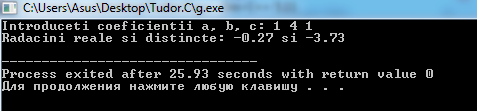 C:\Users\Asus\Desktop\Tudor.C\g.exe
Introduceti coeficientii a, b, c: 1 4 1
Radacini reale si distincte: -0.27 si -3.73
--------------------------------
Process exited after 25.93 seconds with return value 0
Для продолжения нажмите любую клавишу . . .